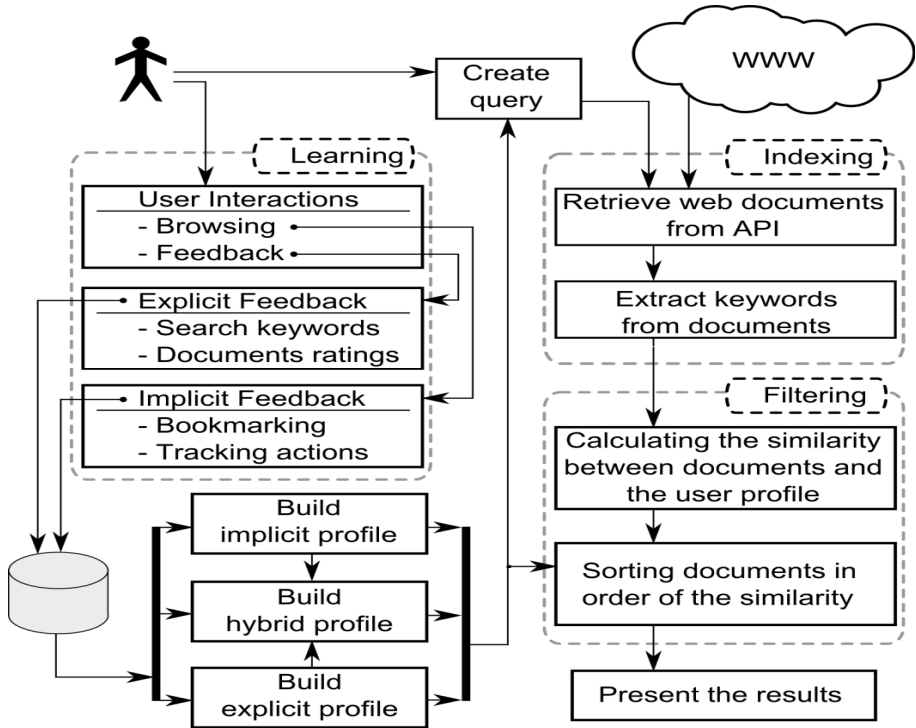 Create
query
WWW
Learning
User Interactions
- Browsing
- Feedback
Explicit Feedback
- Search keywords
- Documents ratings
Implicit Feedback
- Bookmarking
- Tracking actions
Build
implicit profile
Build
hybrid profile
Build
explicit profile
Indexing
Retrieve web documents
from API
Extract keywords
from documents
Filtering
Calculating the similarity
between documents and
the user profile
Sorting documents in
order of the similarity
Present the results